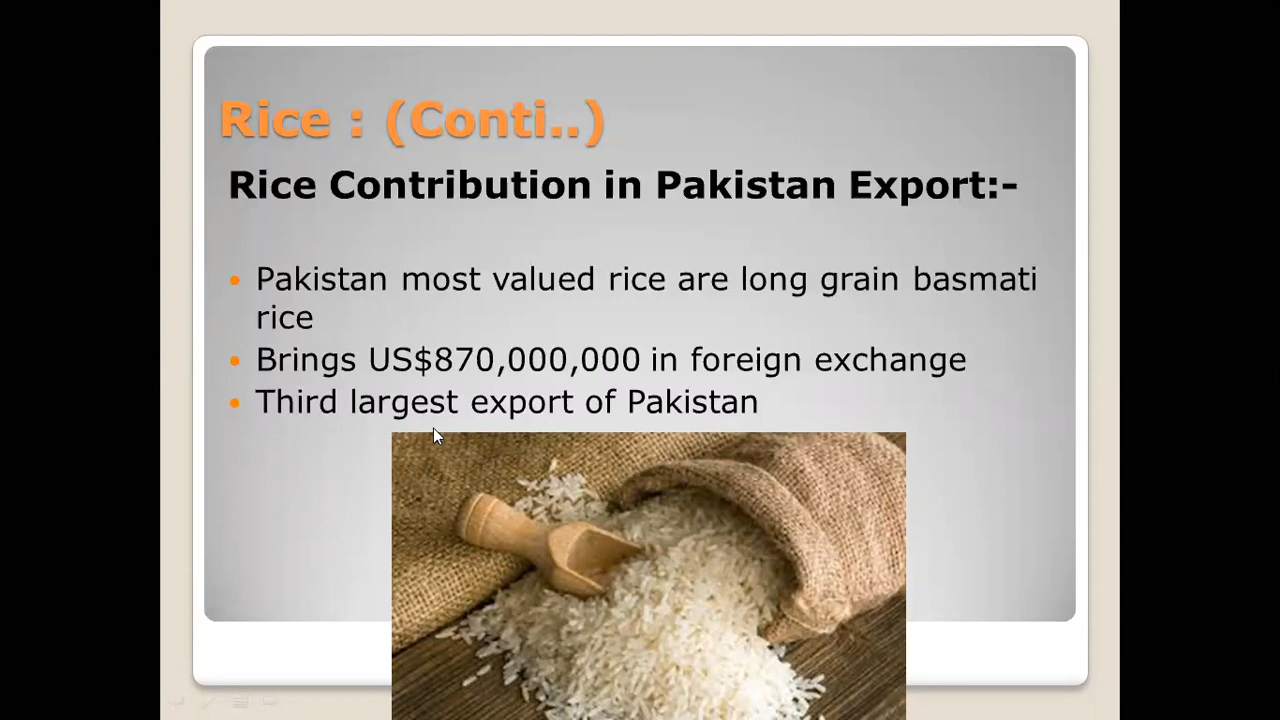 Rice : (Conti..)
Rice Contribution in Pakistan Export:-
Pakistan most valued rice are long grain basmati
rice
Brings US$870,000,000 in foreign exchange
Third largest export of Pakistan